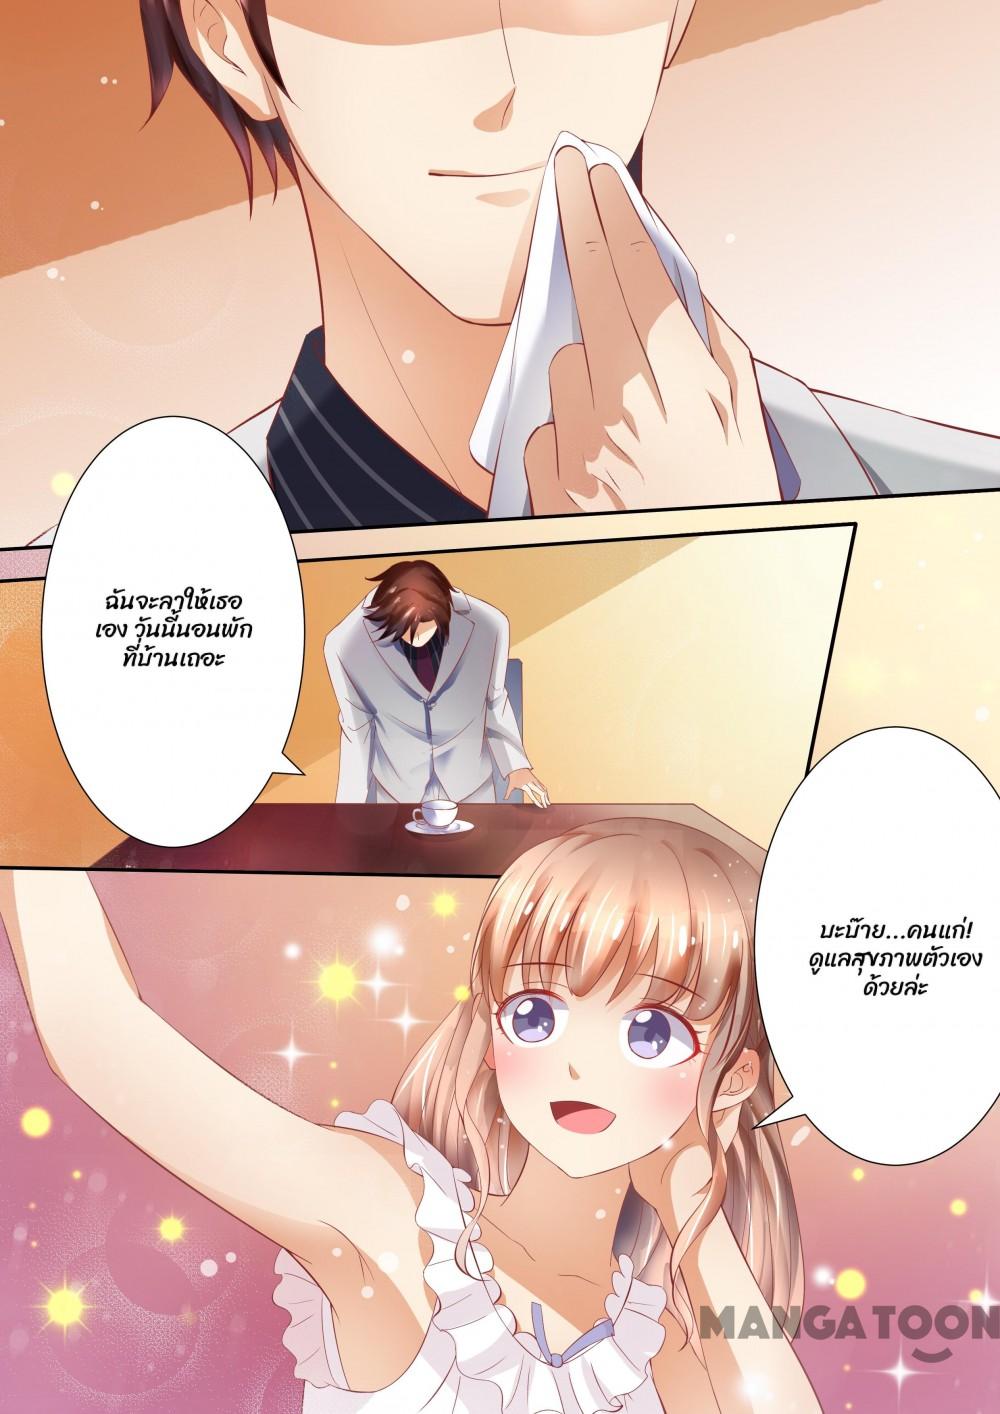 ฉันจะลาให้เธอ
เอง วันนี้นอนพัก
ที่บ้านเถอะ
บะบ๊าย...คนแก่!
ดูแลสุขภาพตัวเอง
ด้วยล่ะ
MANGATOON